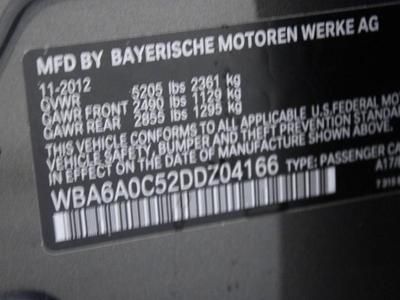 MFD BY BAYERISCHE MOTOREN WERKE AG
11-2012
GVWR 5205 lbs 2361 kg
GAWR FRONT 2490 lbs 1129 kg
GAWR REAR 2855 lbs 1295 kg
THIS VEHICLE CONFORMS TO ALL APPLICABLE U.S. FEDERAL MOTOR
VEHICLE SAFETY, BUMPER, AND THEFT PREVENTION STANDARDS
IN EFFECT ON THE DATE OF MANUFACTURE SHOWN ABOVE
WBA6A0C52DDZ04166 TYPE: PASSENGER CA